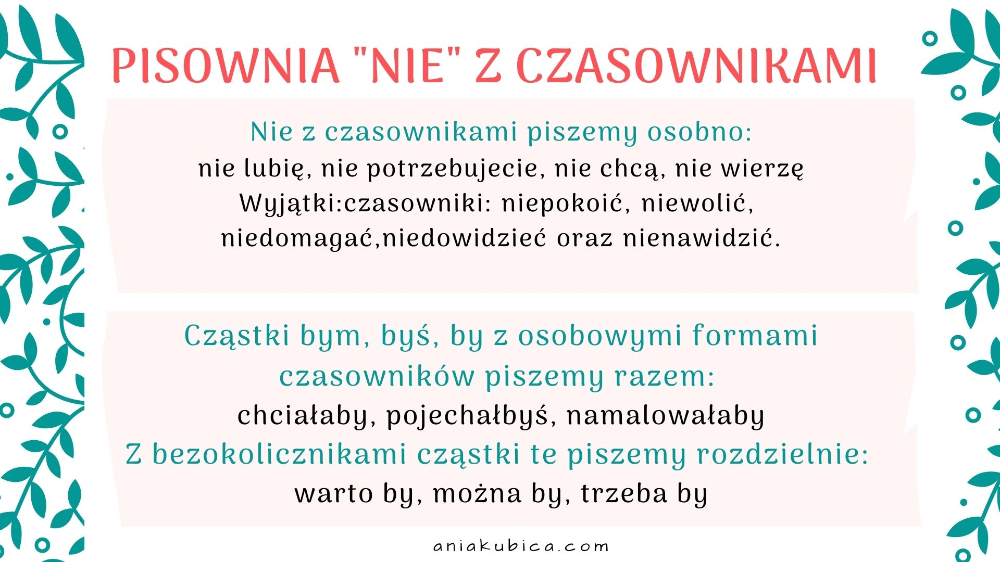 PISOWNIA "NIE" Z CZASOWNIKAMI
Nie z czasownikami piszemy osobno:
nie lubię, nie potrzebujecie, nie chcą, nie wierzę
Wyjątki:czasowniki: niepokoić, niewolić,
niedomagać,niedowidzieć oraz nienawidzić.
Cząstki bym, byś, by z osobowymi formami
czasowników piszemy razem:
chciałaby, pojechałbyś, namalowałaby
Z bezokolicznikami cząstki te piszemy rozdzielnie:
warto by, można by, trzeba by
aniakubica.com